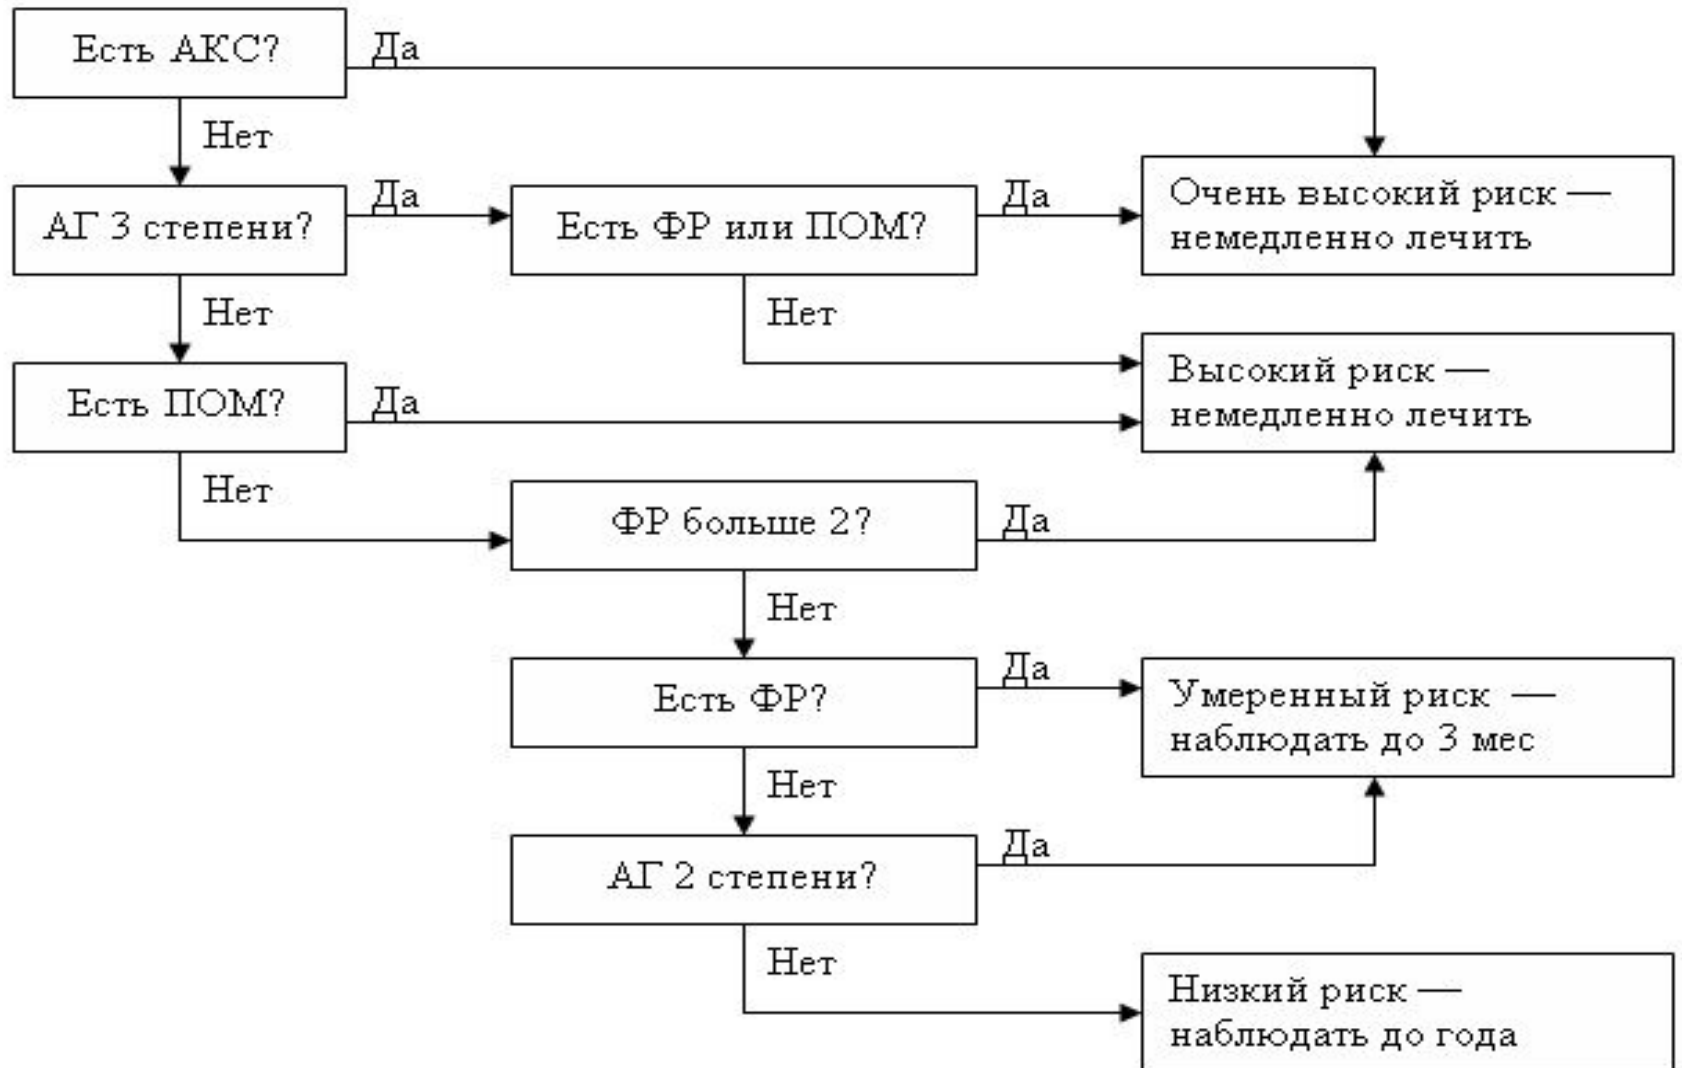 Есть АКС?
Да
Нет
АГ 3 степени?
Да
Есть ФР или ПОМ?
Да
Очень высокий риск —
немедленно лечить
Нет
Нет
Есть ПОМ?
Да
Высокий риск —
немедленно лечить
Нет
ФР больше 2?
Да
Нет
Есть ФР?
Да
Умеренный риск —
наблюдать до 3 мес
Нет
АГ 2 степени?
Да
Нет
Низкий риск —
наблюдать до года